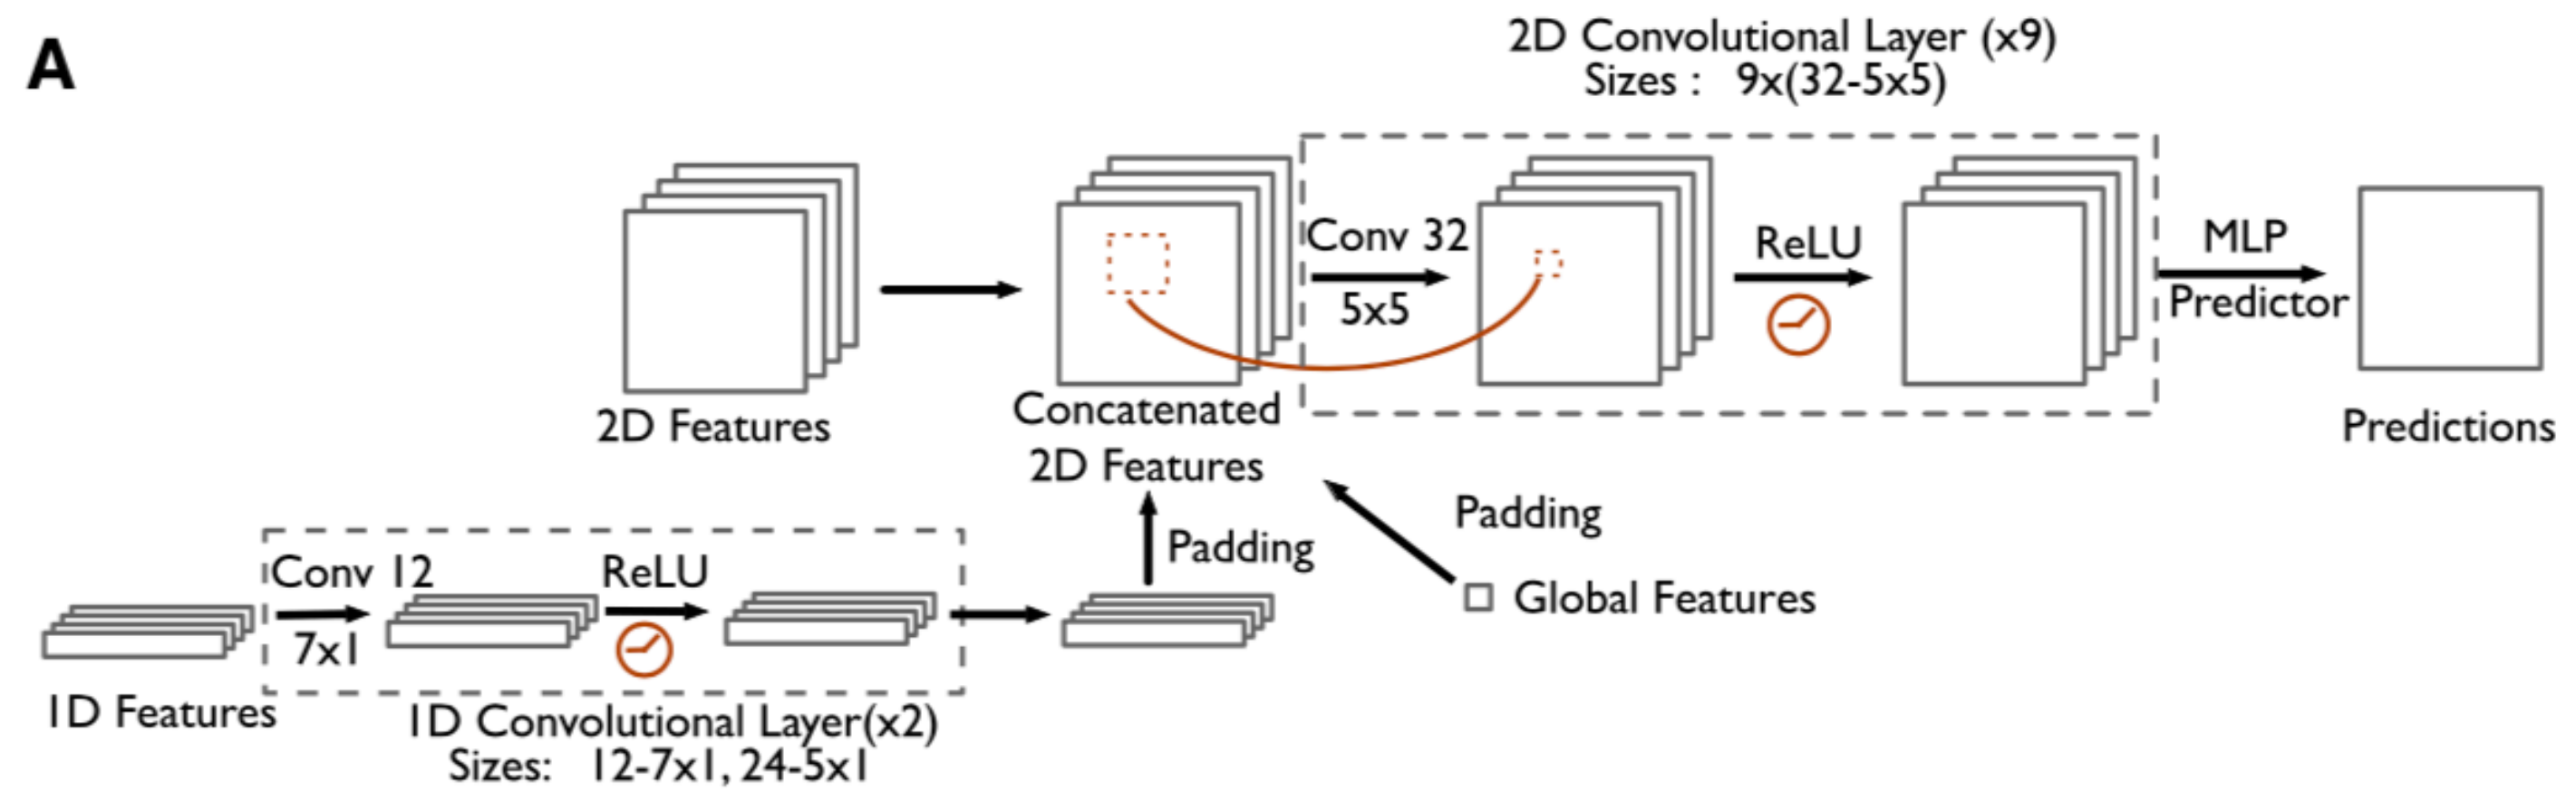 A
2D Convolutional Layer (x9)
Sizes : 9x(32-5x5)
Conv 32
5x5
ReLU
MLP
Predictor
2D Features
Concatenated
2D Features
Predictions
Padding
Padding
Global Features
Conv 12
7x1
ReLU
1D Features
1D Convolutional Layer(x2)
Sizes: 12-7x1, 24-5x1